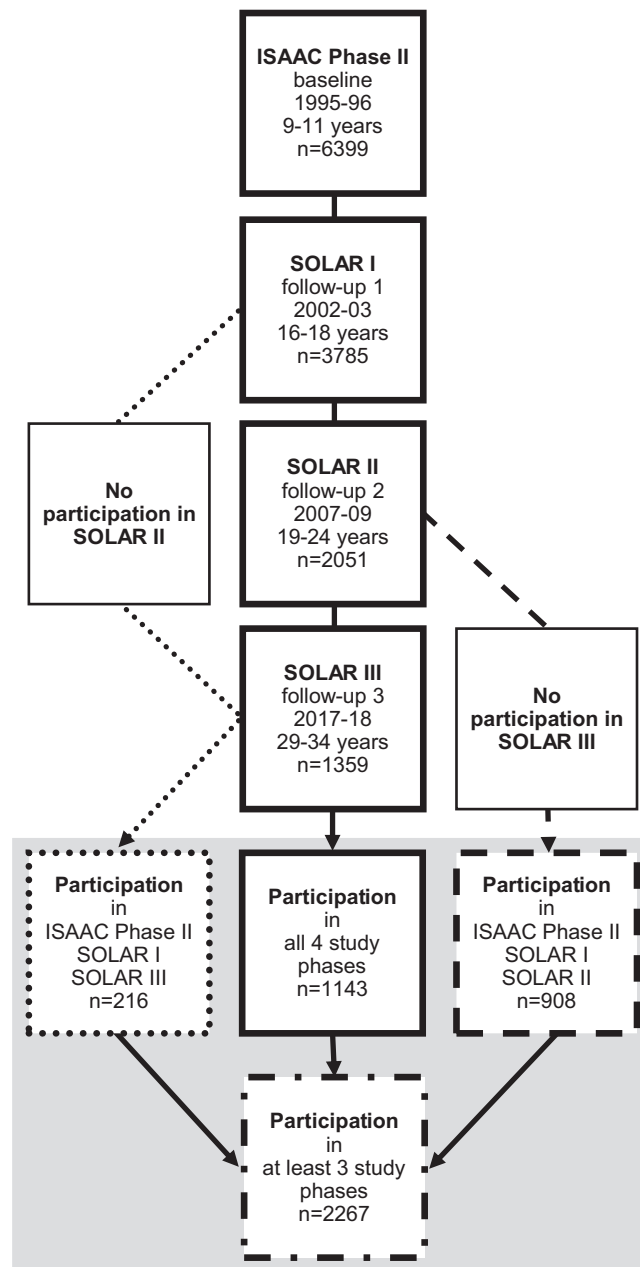 ISAAC Phase II
baseline
1995-96
9-11 years
n=6399
SOLAR I
follow-up 1
2002-03
16-18 years
n=3785
No
participation in
SOLAR II
SOLAR II
follow-up 2
2007-09
19-24 years
n=2051
SOLAR III
follow-up 3
2017-18
29-34 years
n=1359
No
participation in
SOLAR III
Participation
in
ISAAC Phase II
SOLAR I
SOLAR III
n=216
Participation
in
all 4 study
phases
n=1143
Participation
in
ISAAC Phase II
SOLAR I
SOLAR II
n=908
Participation
in
at least 3 study
phases
n=2267